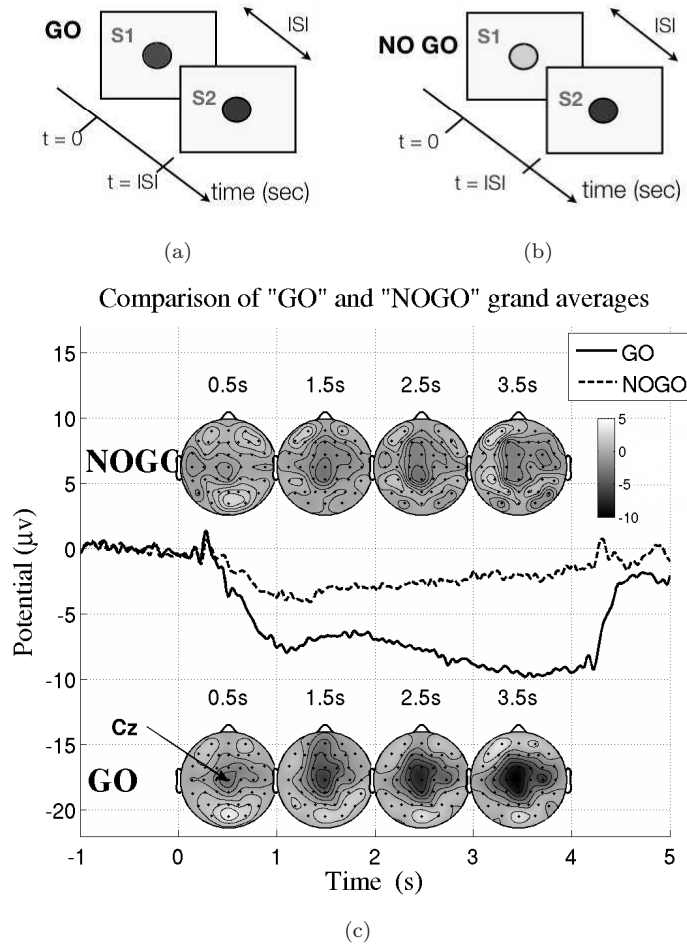 GO
S1
S2
ISI
t = 0
t = ISI
time (sec)
(a)
NO GO
S1
S2
ISI
t = 0
t = ISI
time (sec)
(b)
Comparison of "GO" and "NOGO" grand averages
15
10
5
0
-5
-10
-15
-20
Potential (μv)
GO
NOGO
0.5s 1.5s 2.5s 3.5s
NOGO
5
0
-5
-10
0.5s 1.5s 2.5s 3.5s
Cz
GO
-1 0 1 2 3 4 5
Time (s)
(c)